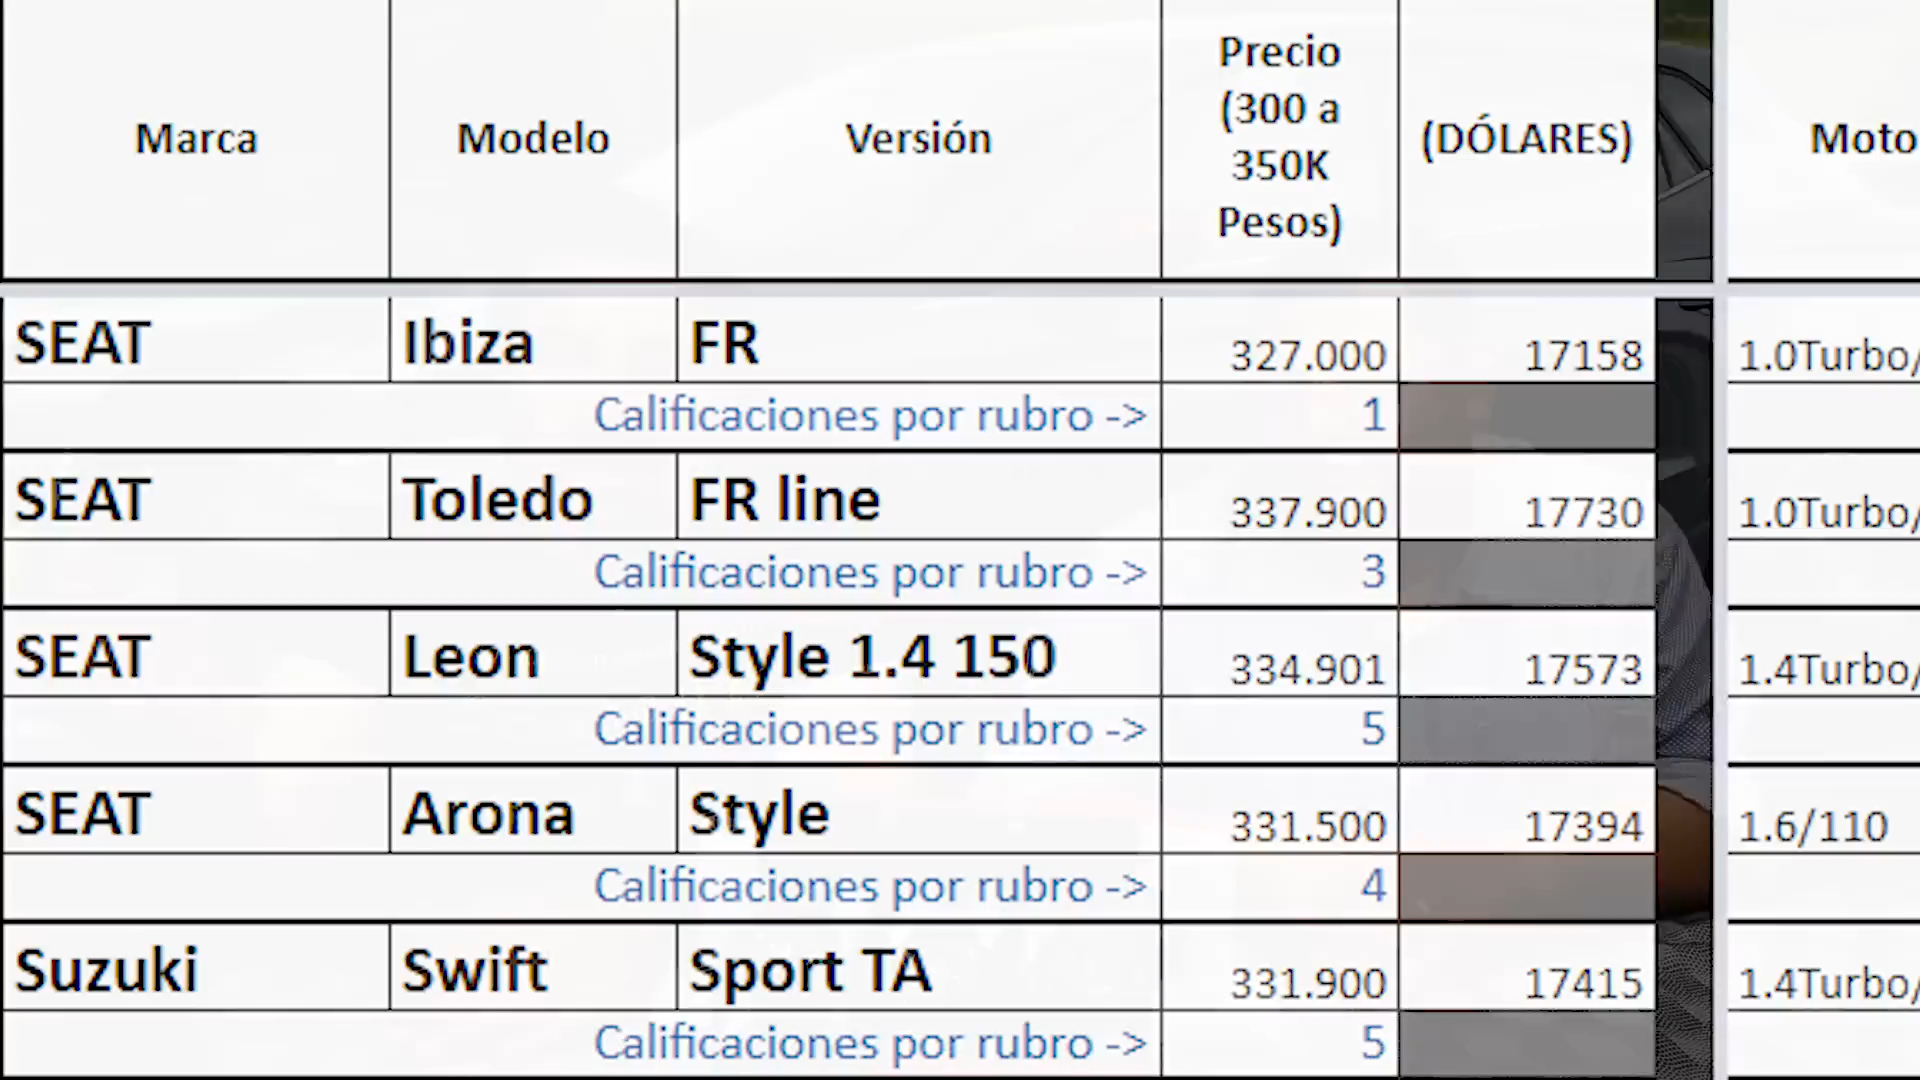 Marca Modelo Versión Precio (300 a 350K Pesos) (DÓLARES) Moto
SEAT Ibiza FR 327.000 17158 1.0Turbo/
Calificaciones por rubro -> 1
SEAT Toledo FR line 337.900 17730 1.0Turbo/
Calificaciones por rubro -> 3
SEAT Leon Style 1.4 150 334.901 17573 1.4Turbo/
Calificaciones por rubro -> 5
SEAT Arona Style 331.500 17394 1.6/110
Calificaciones por rubro -> 4
Suzuki Swift Sport TA 331.900 17415 1.4Turbo/
Calificaciones por rubro -> 5